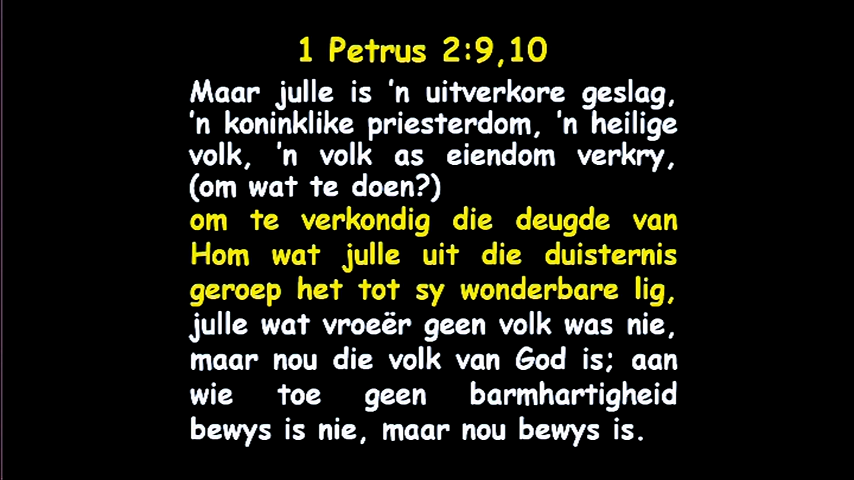 1 Petrus 2:9,10
Maar julle is 'n uitverkore geslag,
'n koninklike priesterdom, 'n heilige
volk, 'n volk as eiendom verkry,
(om wat te doen?)
om te verkondig die deugde van
Hom wat julle uit die duisternis
geroep het tot sy wonderbare lig,
julle wat vroeër geen volk was nie,
maar nou die volk van God is; aan
wie toe geen barmhartigheid
bewys is nie, maar nou bewys is.